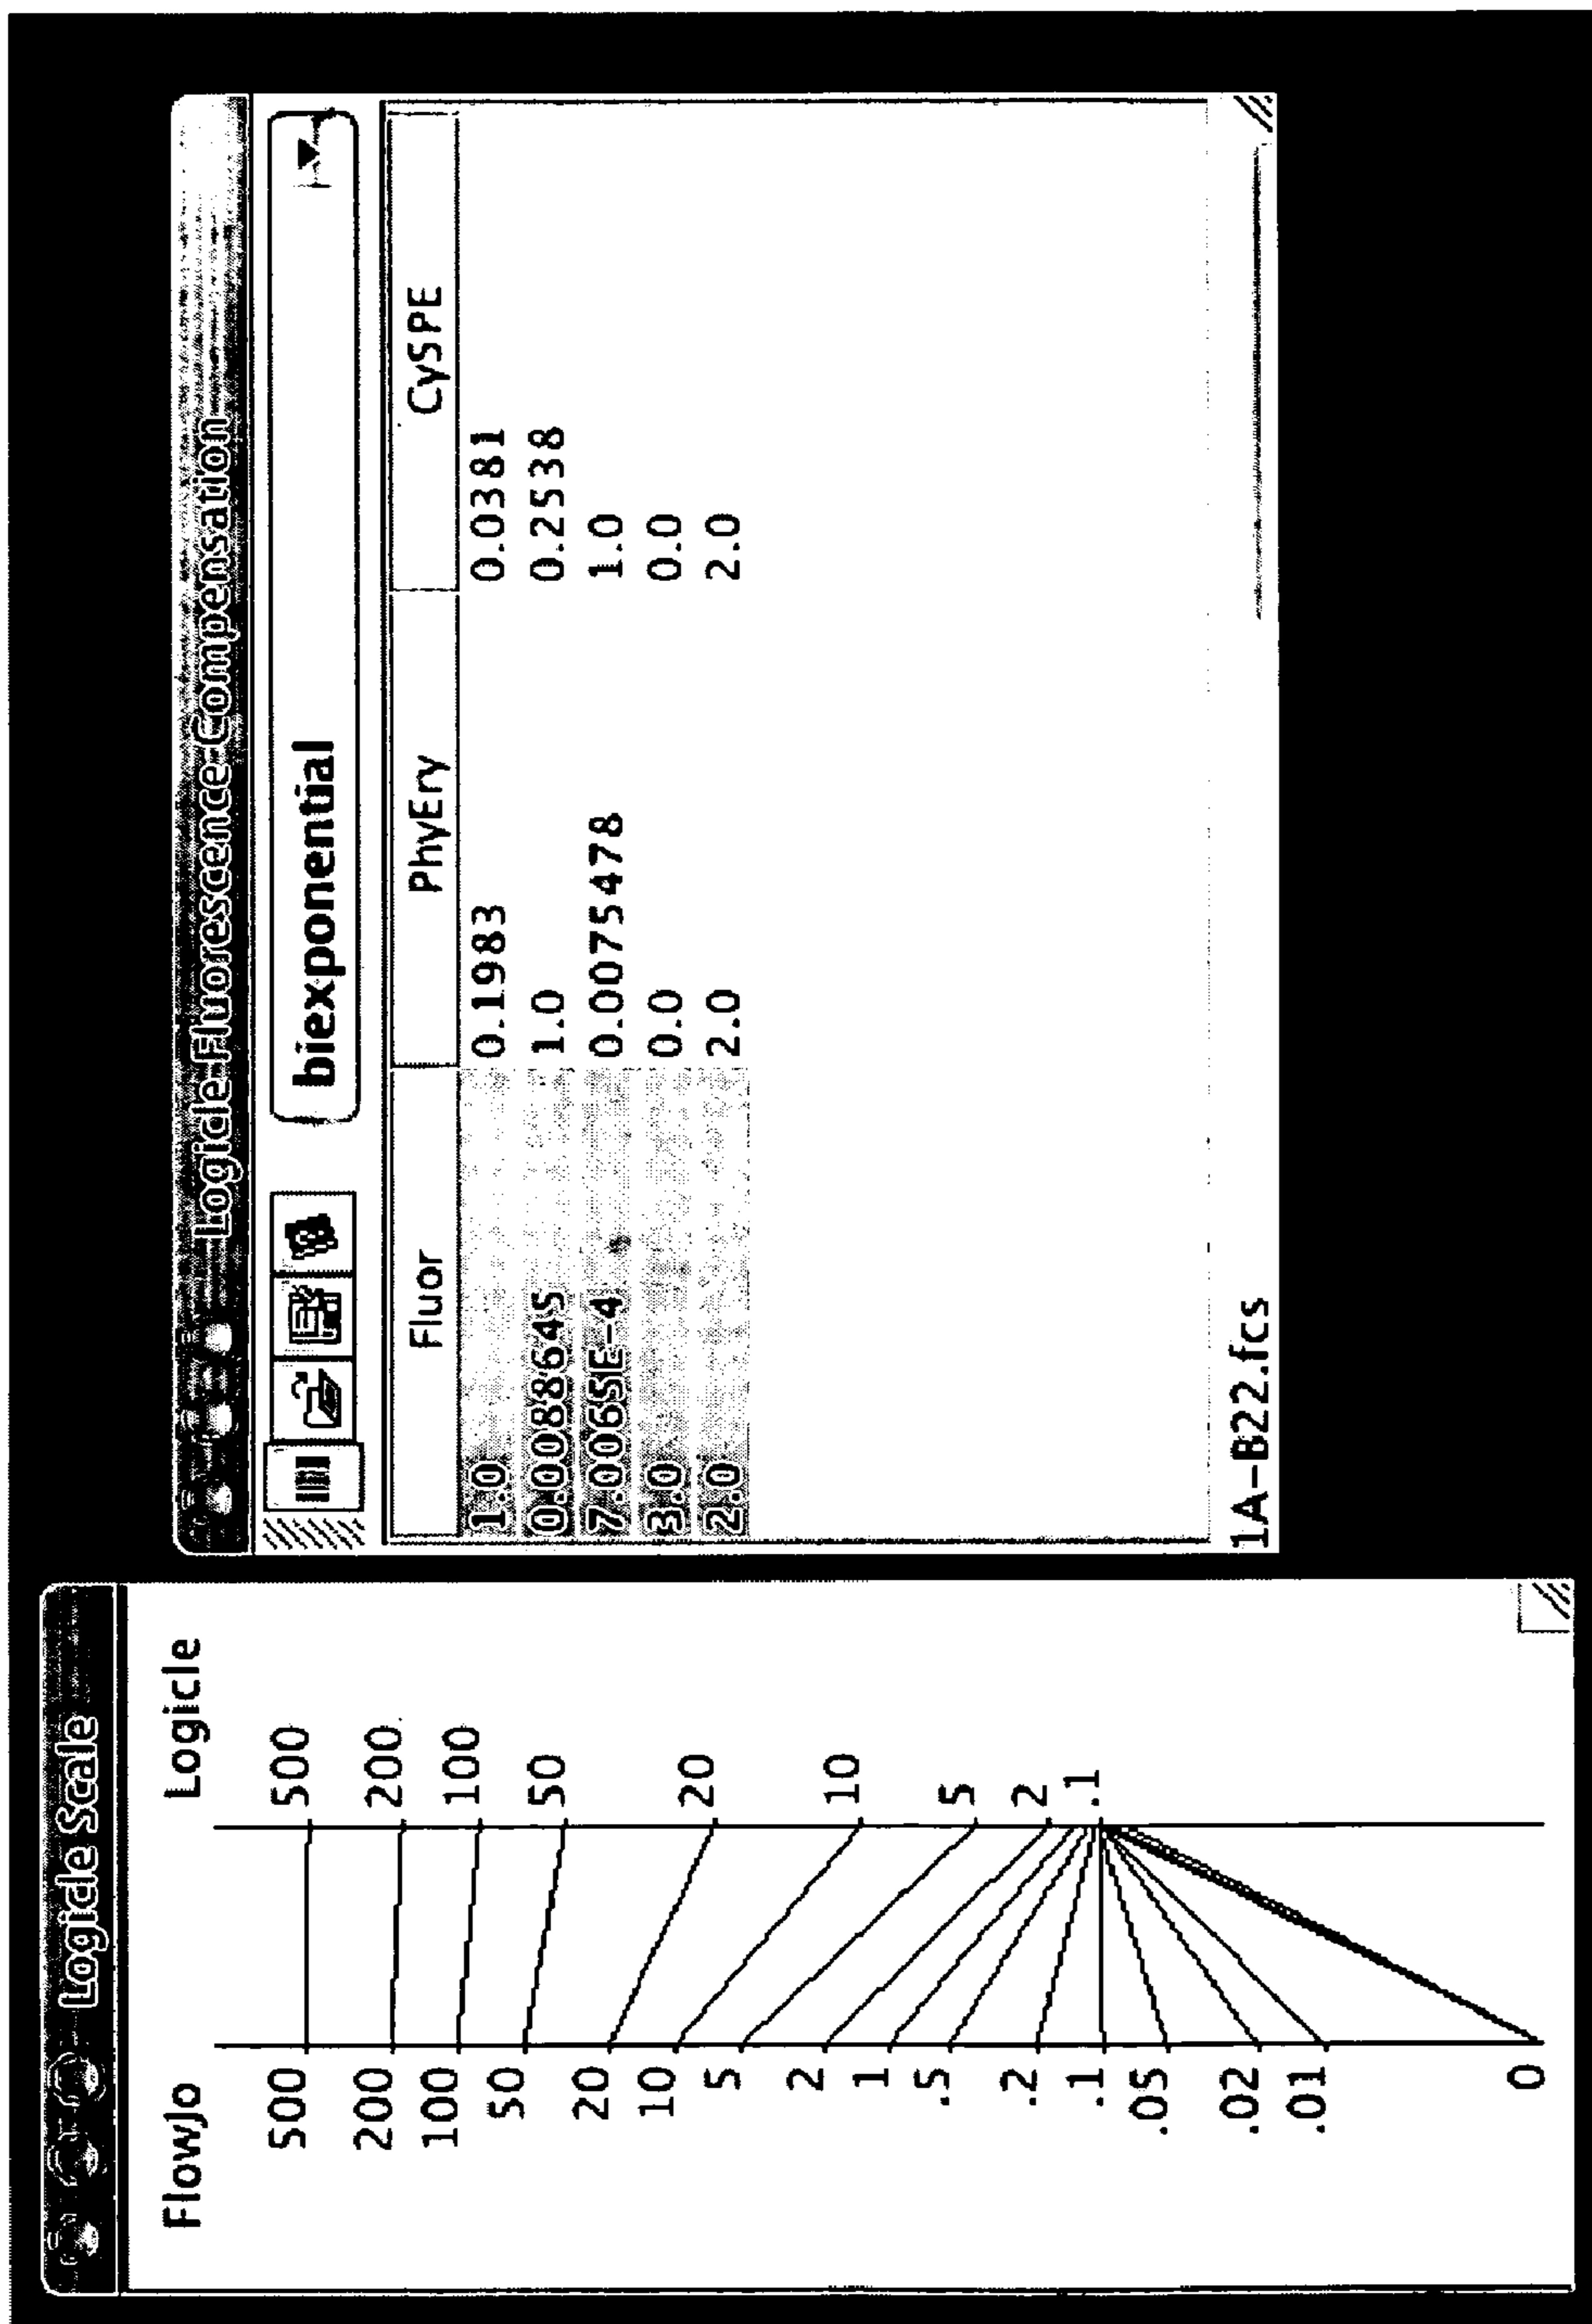 Logicle Scale
FlowJo Logicle
500 500
200 200
100 100
50 50
20 20
10 10
5 5
2 2
1 .1
.5
.2
.1
.05
.02
.01
0
Logicle Fluorescence Compensation
biexponential
Fluor PhyEry Cy5PE
1.0 0.1983 0.0381
0.0088645 1.0 0.2538
7.0065E-4 0.0075478 1.0
3.0 0.0 0.0
2.0 2.0 2.0
1A-B22.fcs